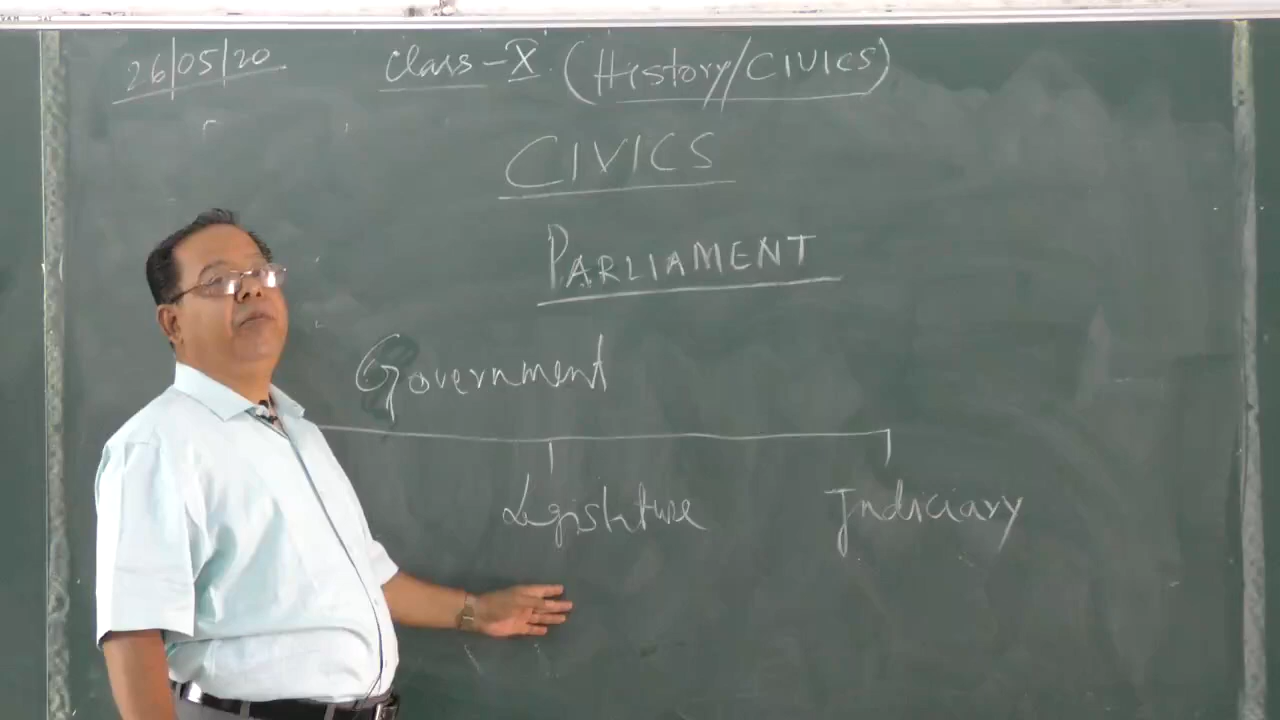 26/05/20 Class-X. (History/CIVICS)
CIVICS
PARLIAMENT
Government
Legislature Judiciary